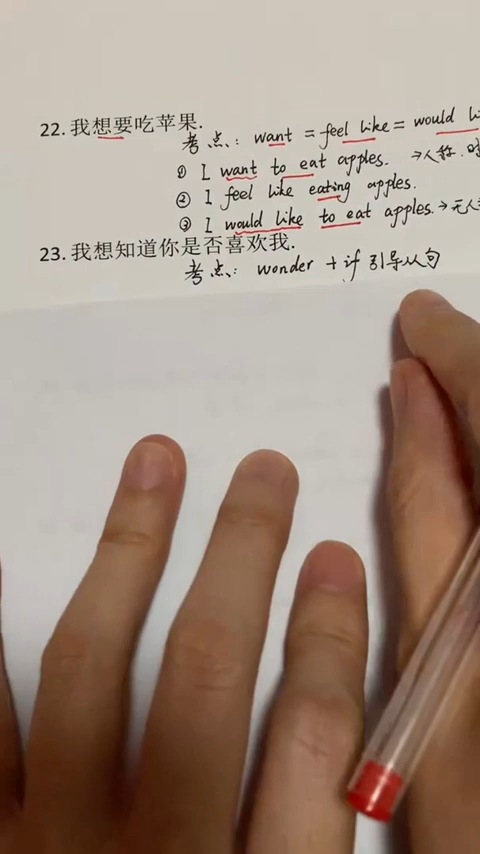 22. 我想要吃苹果.
考点: want = feel like = would
① I want to eat apples. →人称.
② I feel like eating apples.
③ I would like to eat apples. →无人
23. 我想知道你是否喜欢我.
考点: wonder + if 引导从句